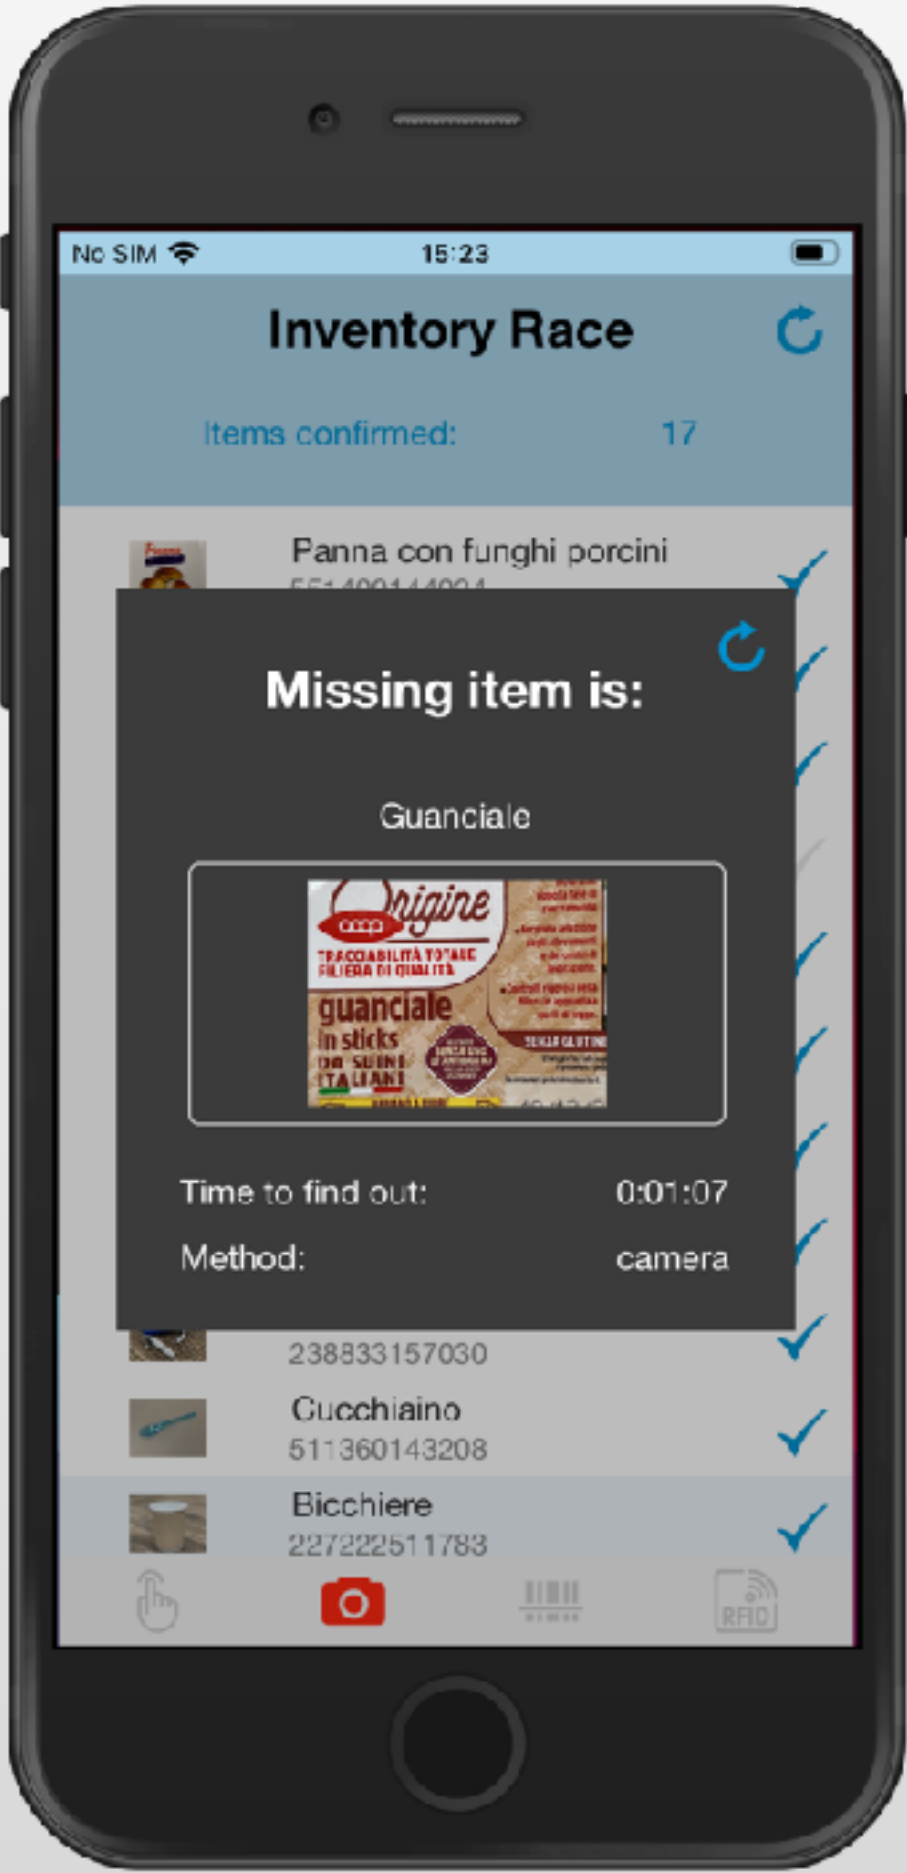 No SIM
15:23
Inventory Race
Items confirmed: 17
Panna con funghi porcini
Missing item is:
Guanciale
Origine
coop
TRACCIABILITÀ TOTALE
FILIERA DI QUALITÀ
guanciale
in sticks
DA SUINI
ITALIANI
SENZA GLUTINE
Time to find out: 0:01:07
Method: camera
238833157030
Cucchiaino
511360143208
Bicchiere
227222511783
RFID